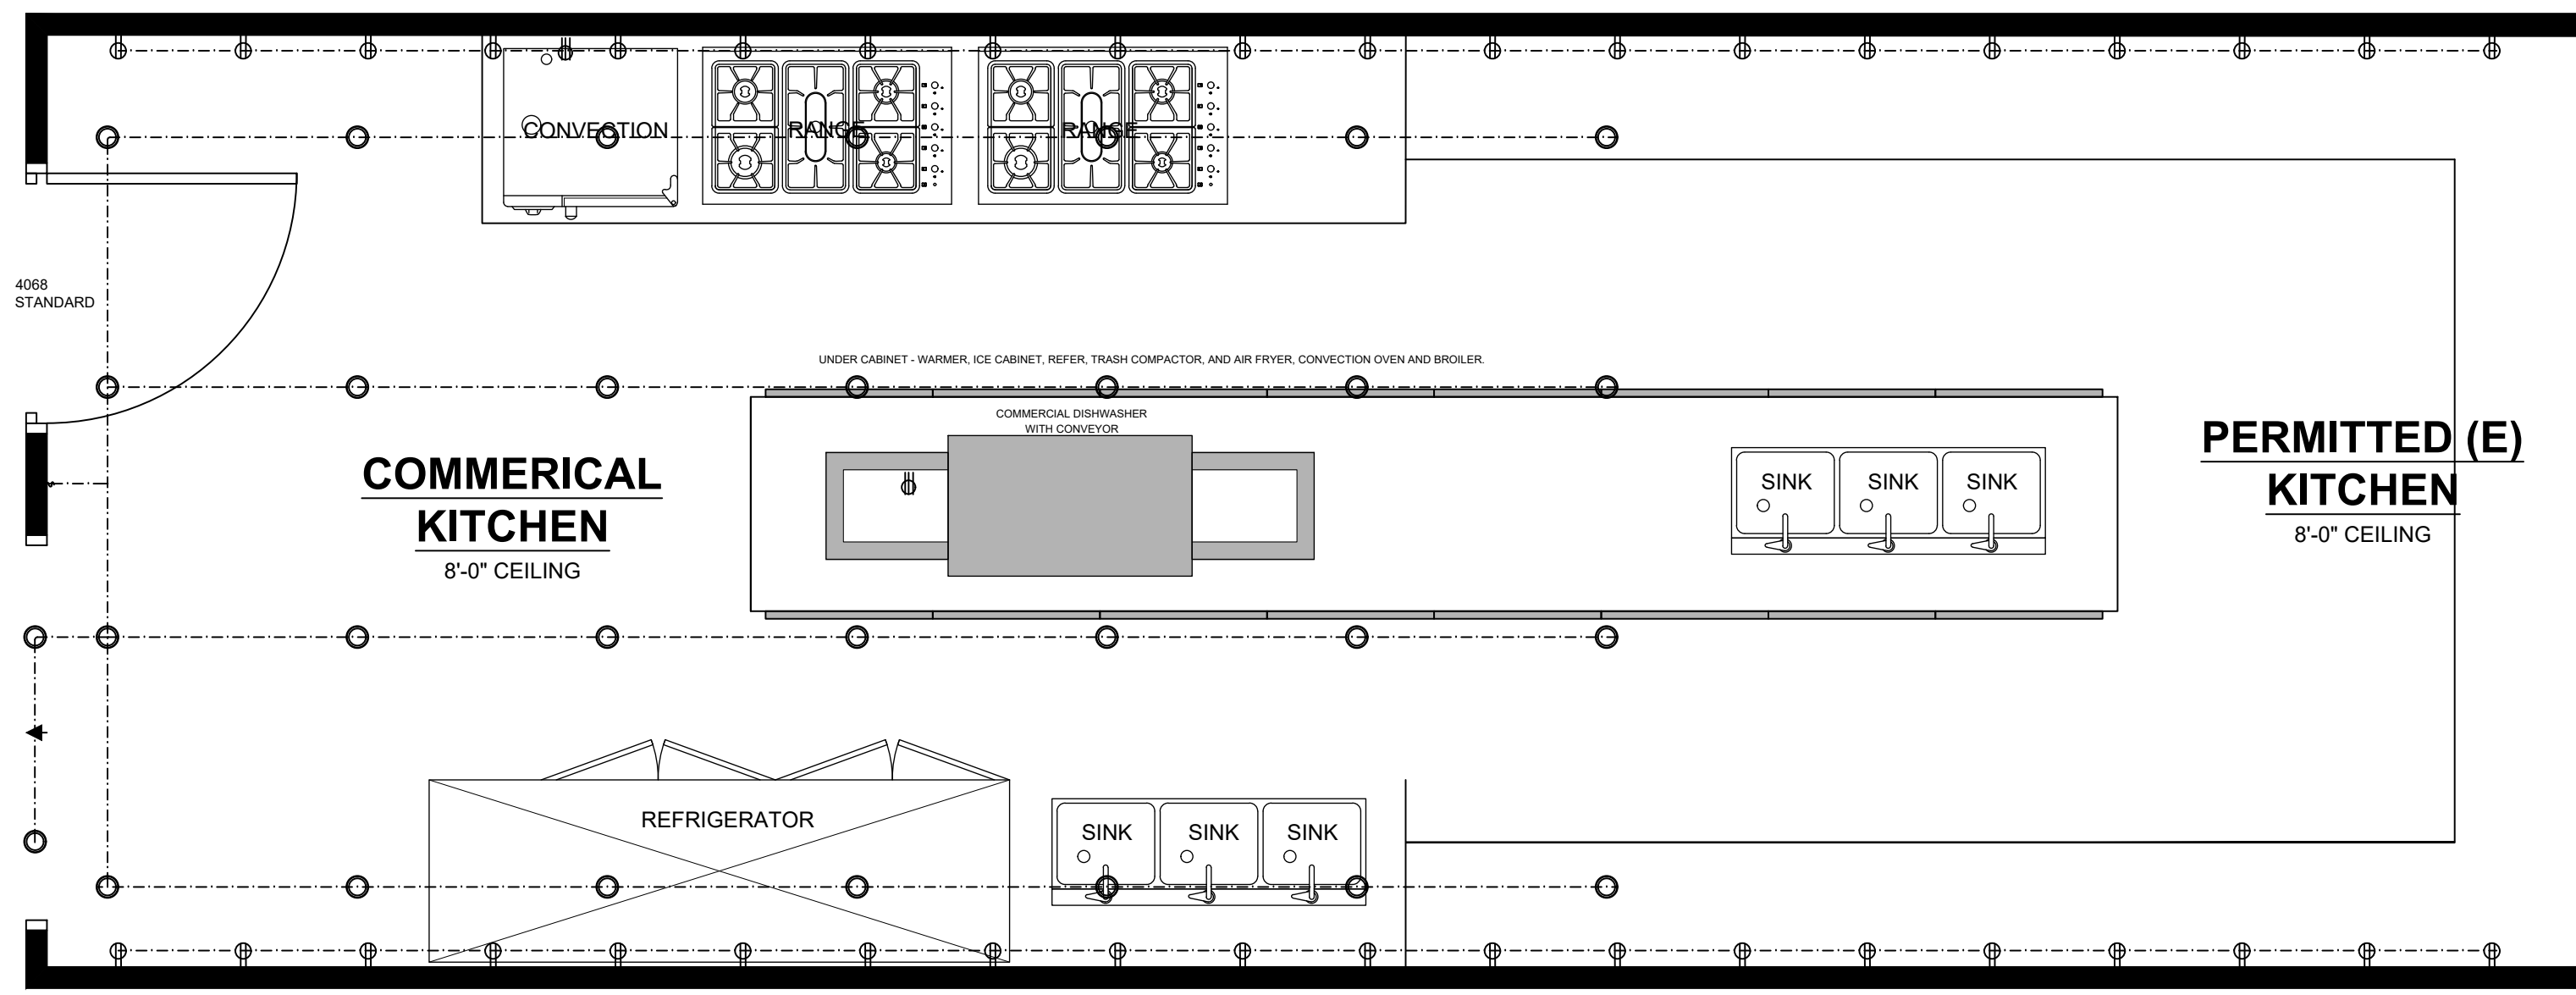 CONVECTION
RANGE
RANGE
4068
STANDARD
UNDER CABINET - WARMER, ICE CABINET, REFER, TRASH COMPACTOR, AND AIR FRYER, CONVECTION OVEN AND BROILER.
COMMERCIAL DISHWASHER
WITH CONVEYOR
COMMERICAL
KITCHEN
8'-0" CEILING
SINK
SINK
SINK
PERMITTED (E)
KITCHEN
8'-0" CEILING
REFRIGERATOR
SINK
SINK
SINK